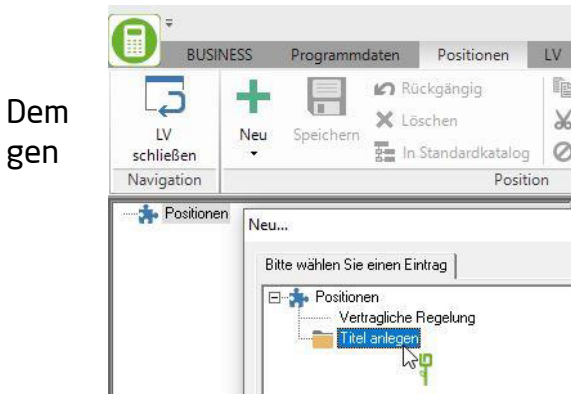 Dem
gen
BUSINESS Programmdaten Positionen LV
LV schließen
Neu
Speichern
Rückgängig
Löschen
In Standardkatalog
Navigation
Position
Positionen
Neu...
Bitte wählen Sie einen Eintrag
Positionen
Vertragliche Regelung
Titel anlegen